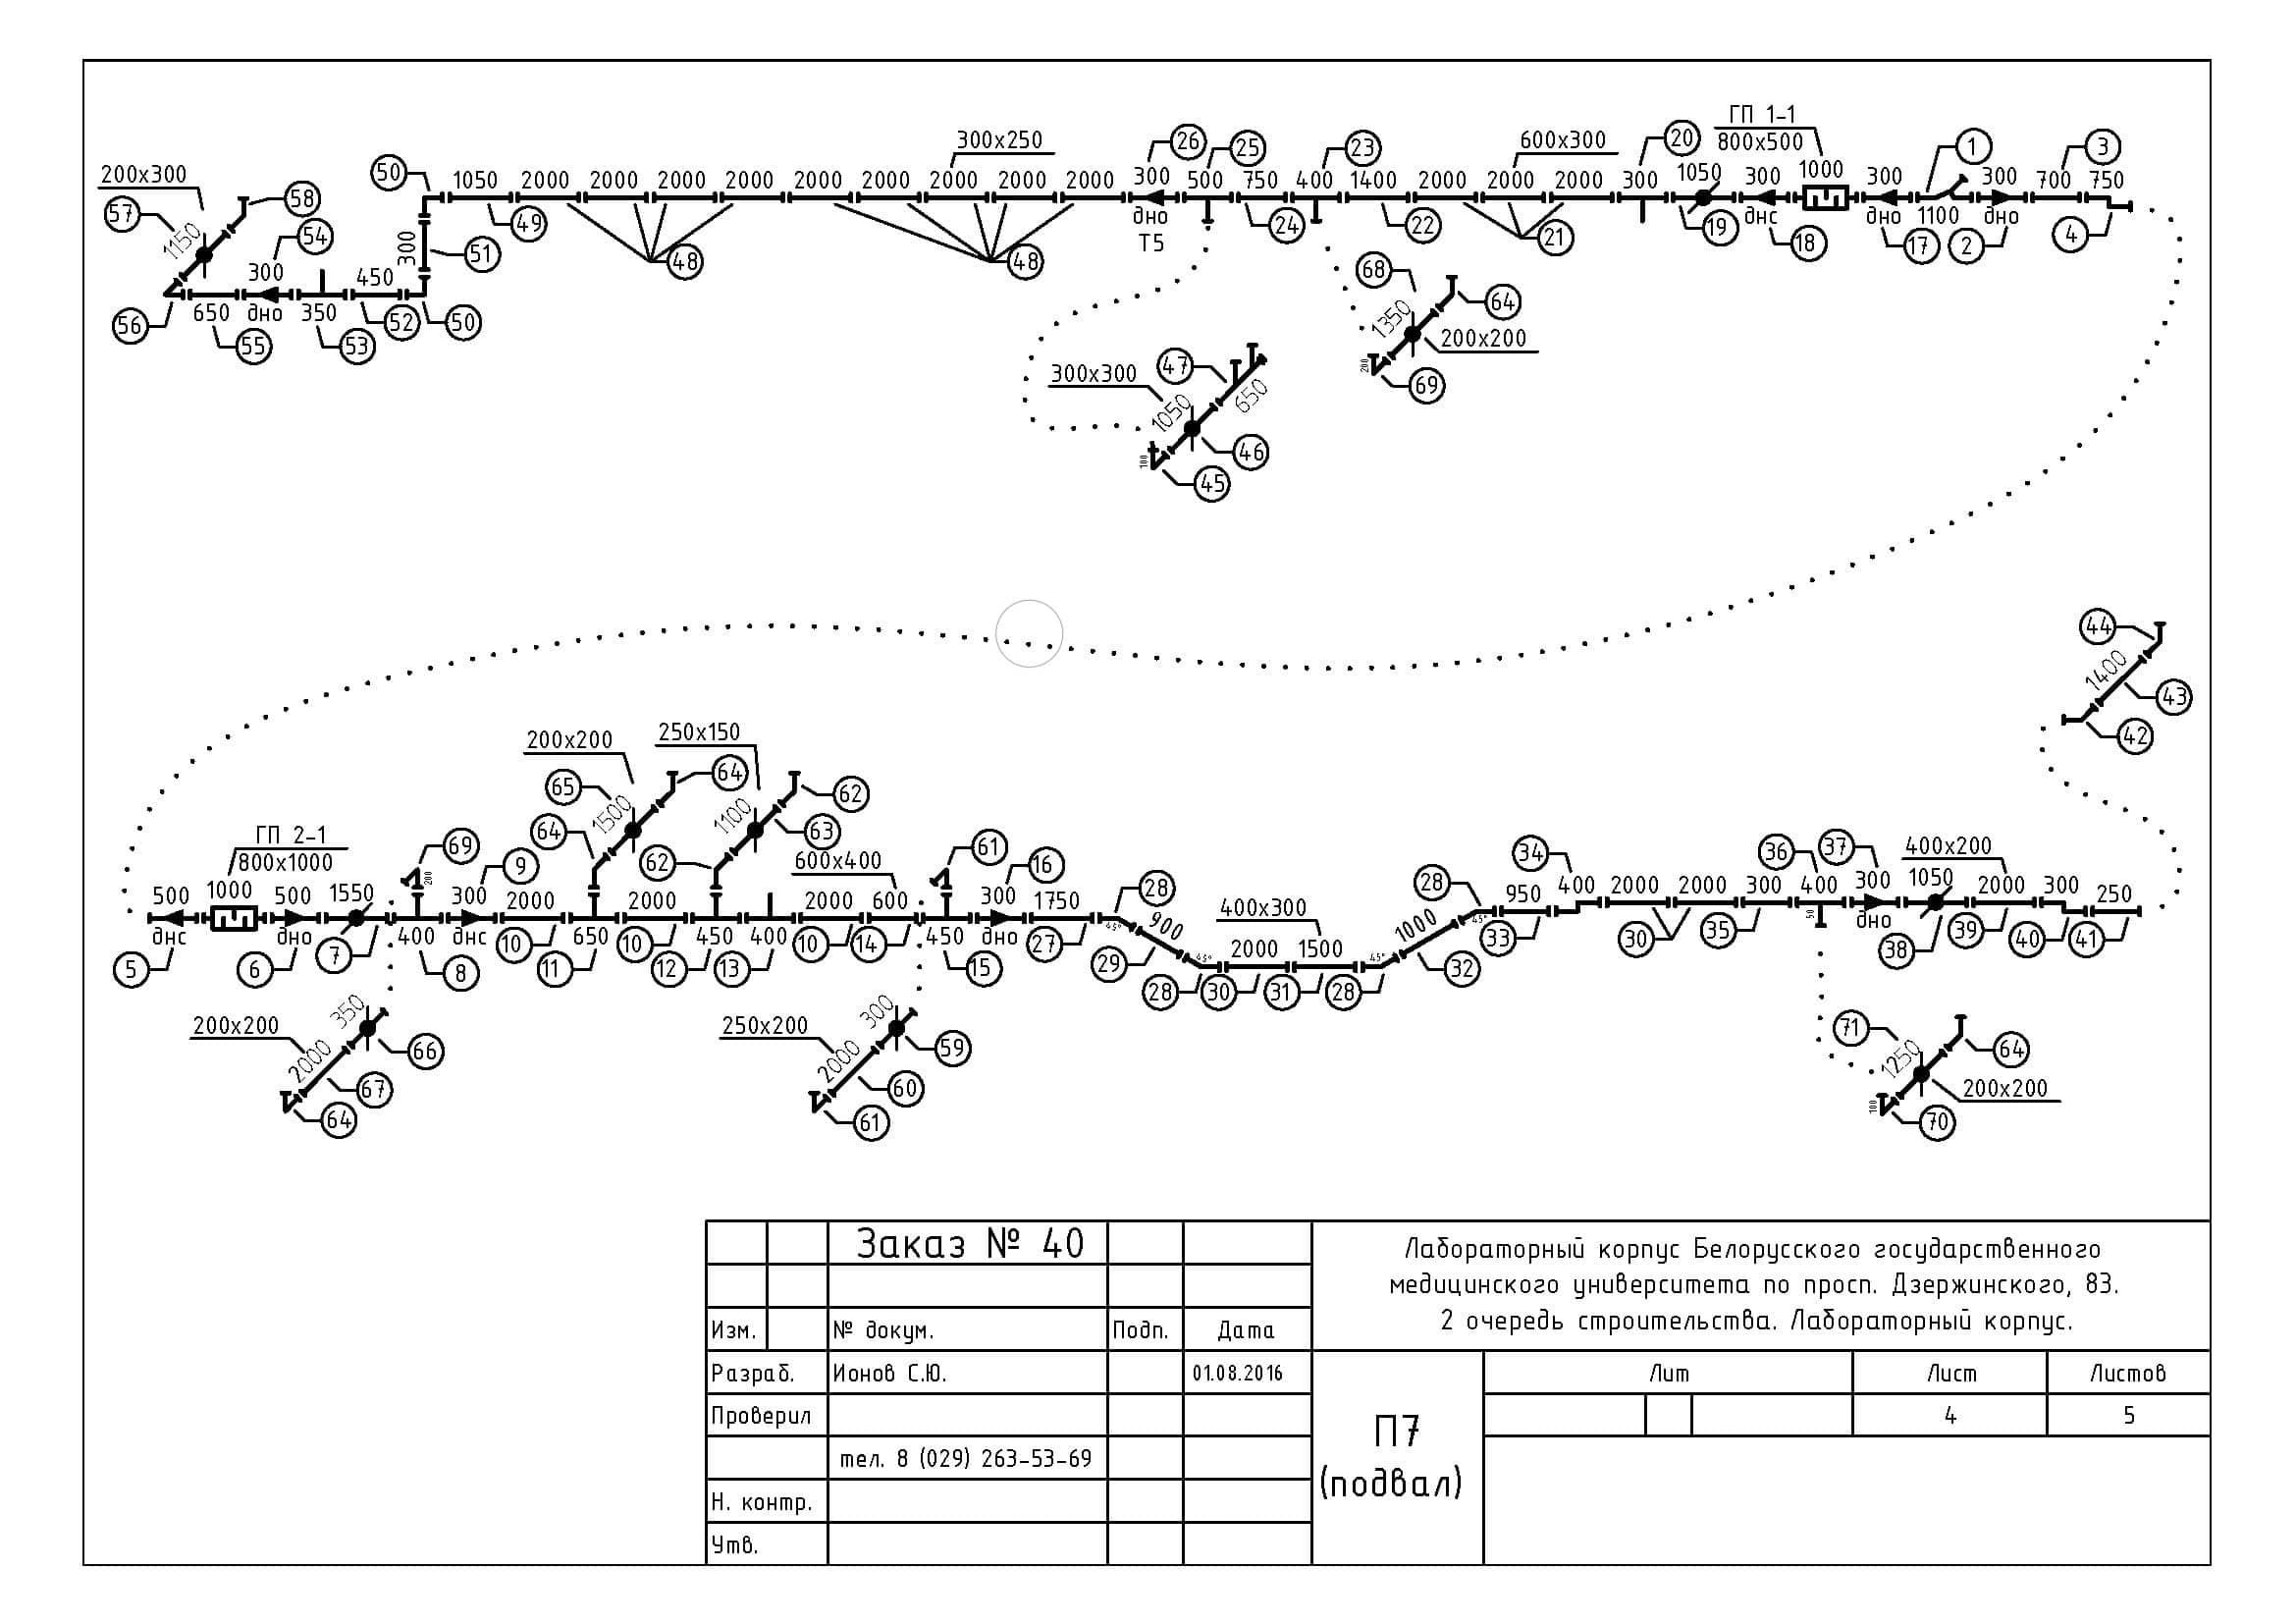 ГП 1-1
300x250 26 25 23 600x300 20 800x500 1 3
200x300 50 1050 2000 2000 2000 2000 2000 2000 2000 2000 2000 300 500 750 400 1400 2000 2000 2000 300 1050 300 1000 300 300 700 750
58 57 49 дно 24 22 21 19 днс 18 дно 17 1100 2 дно 4
1150 54 300 51 48 48 Т5
300 450
56 650 дно 350 52 50
55 53
68 1350 64 200x200
200 69
300x300 47 650
1050 46
100 45
44
1400 43
42
200x200 250x150
65 64 62
1500 1100
64 63
ГП 2-1 69 9 62 600x400 61 16 34 36 37 400x200
800x1000 28 28
500 1000 500 1550 200 300 2000 2000 2000 600 300 1750 400x300 950 400 2000 2000 300 400 300 1050 2000 300 250
днс дно 400 днс 10 650 10 450 400 10 14 450 дно 27 45° 900 1000 45° 33 30 35 50 дно 38 39 40 41
5 6 7 8 11 12 13 15 29 45° 2000 1500 45° 32
28 30 31 28
200x200 350 66 250x200 300 59 71 1250 64
2000 67 2000 60 200x200
64 61 100 70
Заказ № 40
Лабораторный корпус Белорусского государственного
медицинского университета по просп. Дзержинского, 83.
2 очередь строительства. Лабораторный корпус.
Изм. № докум. Подп. Дата
Разраб. Ионов С.Ю. 01.08.2016
Лит Лист Листов
Проверил
4 5
П7
(подвал)
тел. 8 (029) 263-53-69
Н. контр.
Утв.